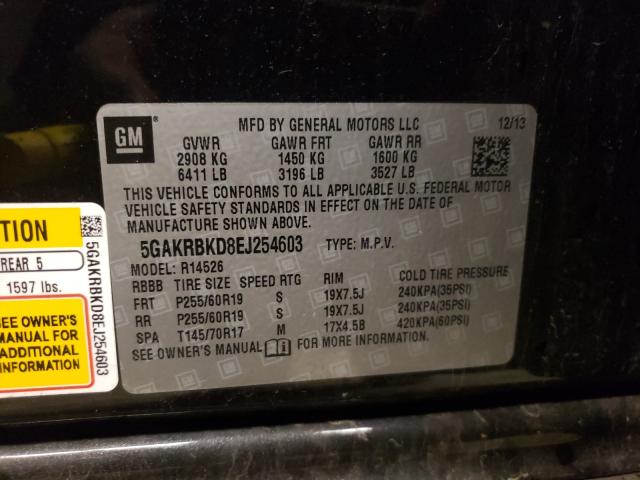 GM
®
MFD BY GENERAL MOTORS LLC 12/13
GVWR GAWR FRT GAWR RR
2908 KG 1450 KG 1600 KG
6411 LB 3196 LB 3527 LB
THIS VEHICLE CONFORMS TO ALL APPLICABLE U.S. FEDERAL MOTOR
VEHICLE SAFETY STANDARDS IN EFFECT ON THE DATE OF
MANUFACTURE SHOWN ABOVE.
5GAKRBKD8EJ254603 TYPE: M.P.V.
MODEL: R14526
RBBB TIRE SIZE SPEED RTG RIM COLD TIRE PRESSURE
FRT P255/60R19 S 19X7.5J 240KPA(35PSI)
RR P255/60R19 S 19X7.5J 240KPA(35PSI)
SPA T145/70R17 M 17X4.5B 420KPA(60PSI)
SEE OWNER'S MANUAL FOR MORE INFORMATION.
TION
REAR 5
1597 lbs.
SEE OWNER'S
MANUAL FOR
ADDITIONAL
INFORMATION
5GAKRBKD8EJ254603